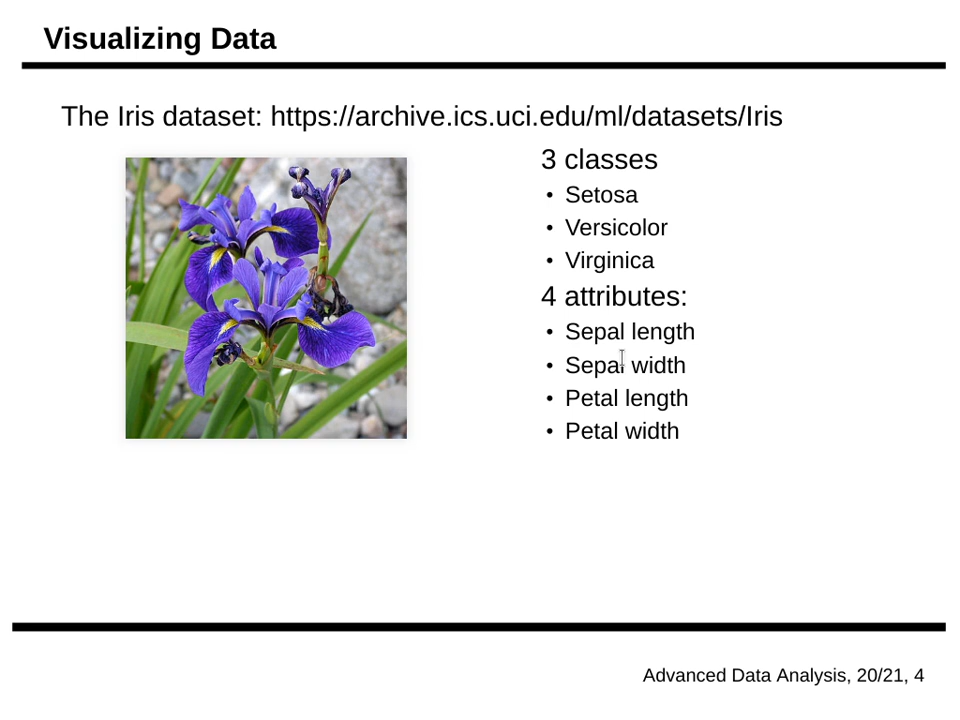 Visualizing Data
The Iris dataset: https://archive.ics.uci.edu/ml/datasets/Iris
3 classes
• Setosa
• Versicolor
• Virginica
4 attributes:
• Sepal length
• Sepal width
• Petal length
• Petal width
Advanced Data Analysis, 20/21, 4